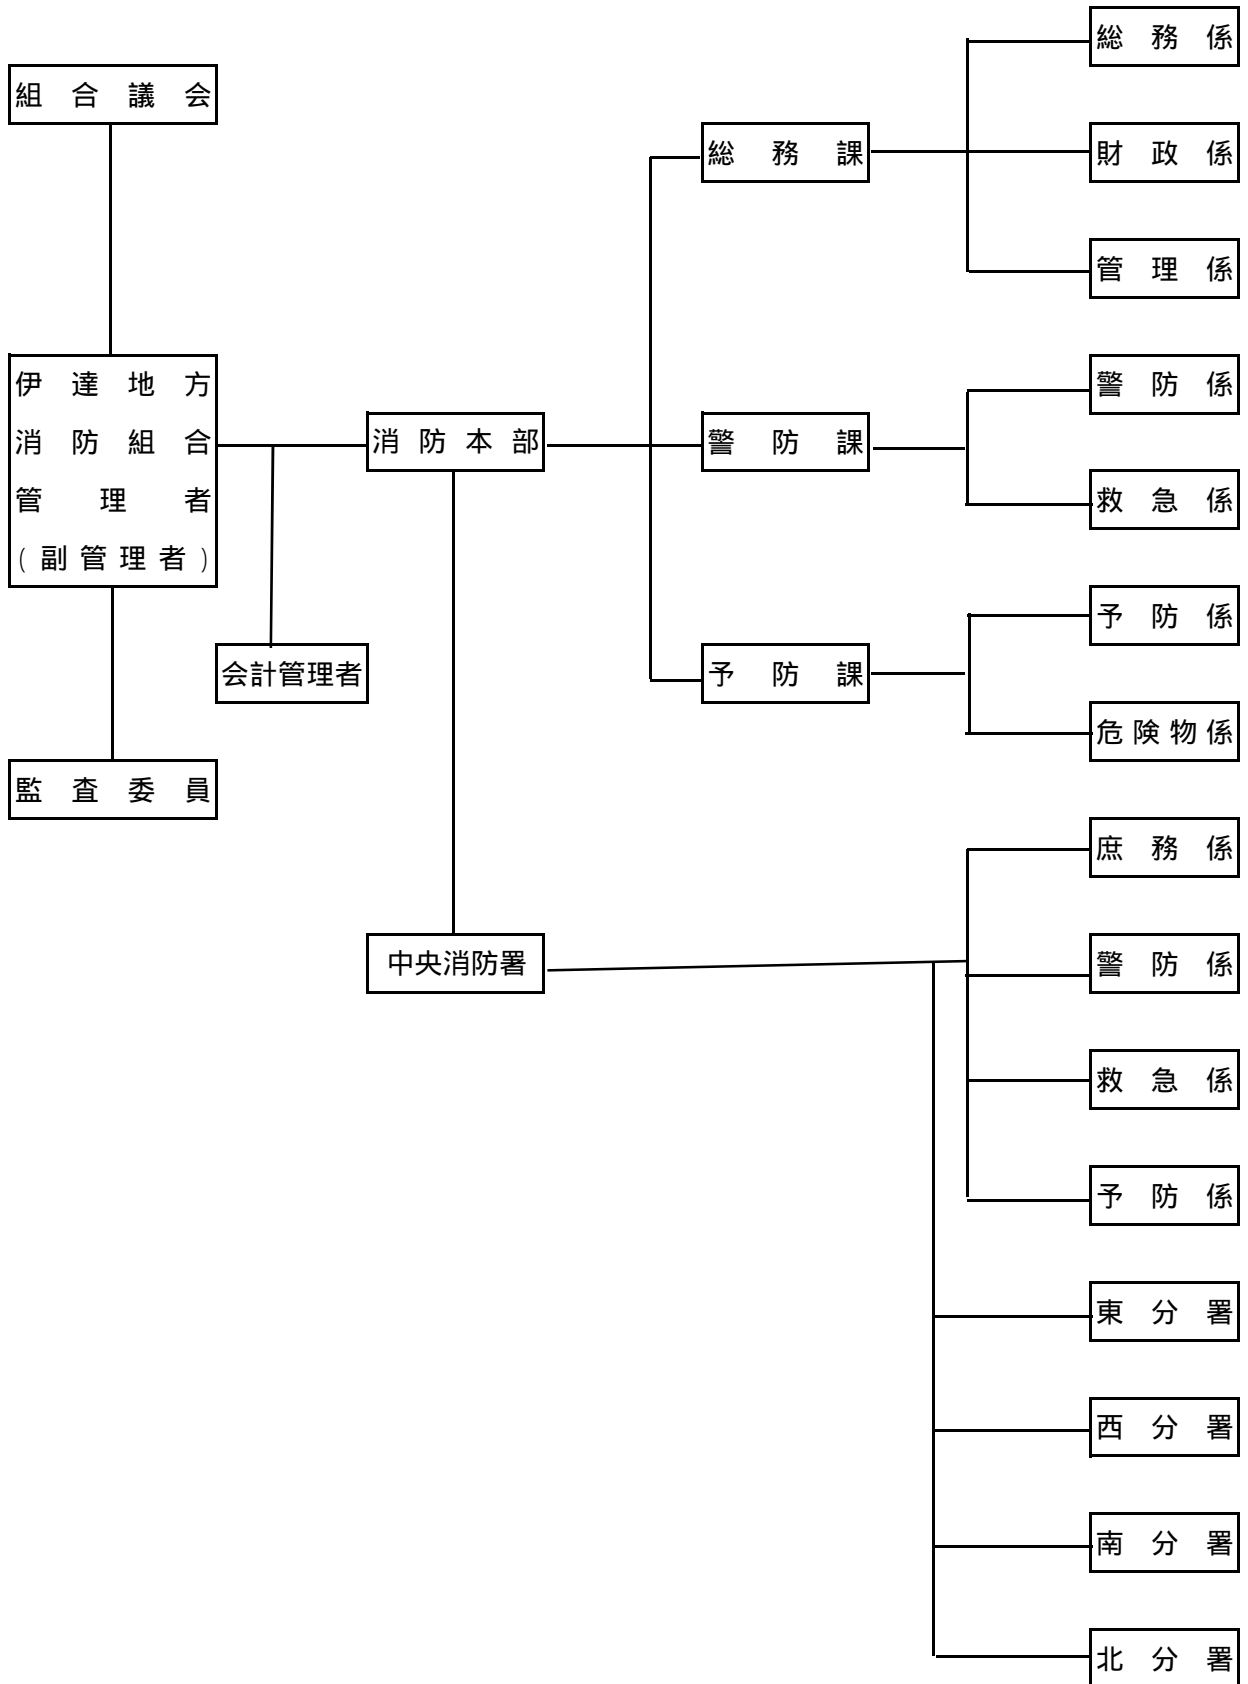 組合議会
伊達地方
消防組合
管理者
(副管理者)
会計管理者
監査委員
消防本部
中央消防署
総務課
警防課
予防課
総務係
財政係
管理係
警防係
救急係
予防係
危険物係
庶務係
警防係
救急係
予防係
東分署
西分署
南分署
北分署